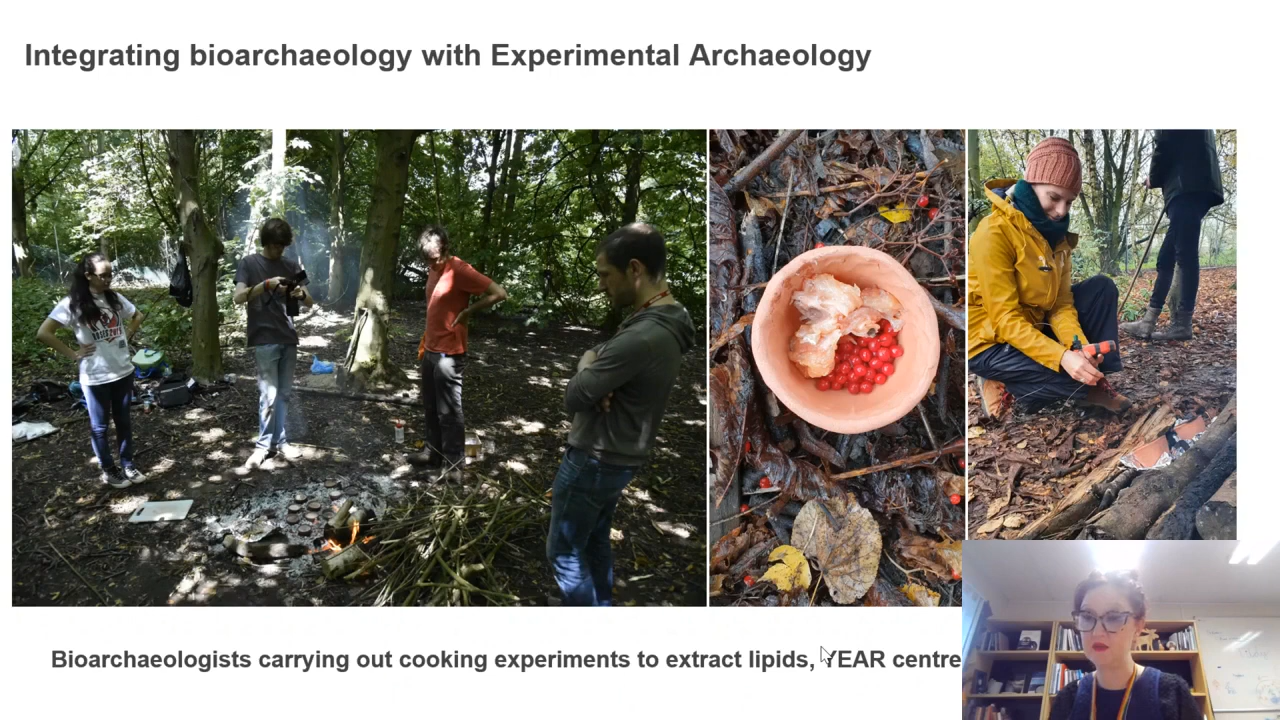 Integrating bioarchaeology with Experimental Archaeology
Bioarchaeologists carrying out cooking experiments to extract lipids, YEAR centre